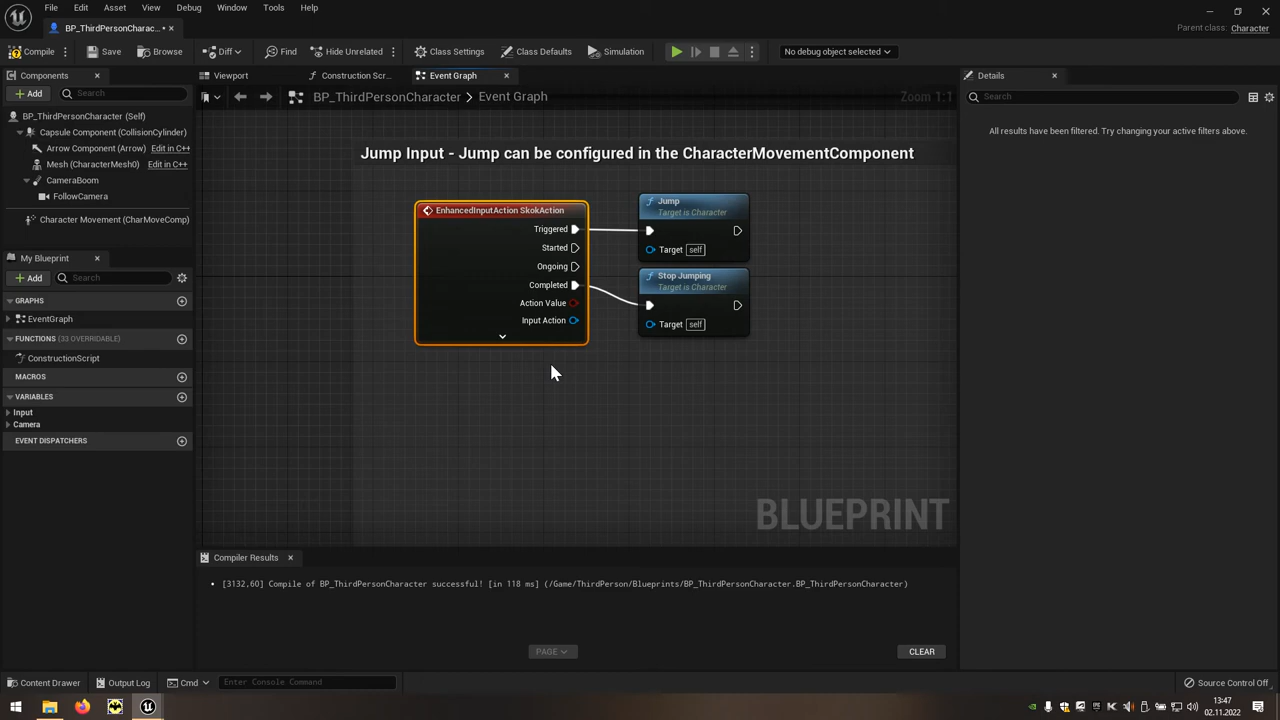 File Edit Asset View Debug Window Tools Help
BP_ThirdPersonCharac...
Parent class: Character
Compile Save Browse Diff Find Hide Unrelated Class Settings Class Defaults Simulation No debug object selected
Components
Viewport Construction Scr... Event Graph Details
Add Search
BP_ThirdPersonCharacter > Event Graph
Zoom 1:1
Search
BP_ThirdPersonCharacter (Self)
Capsule Component (CollisionCylinder)
Arrow Component (Arrow) Edit in C++
Mesh (CharacterMesh0) Edit in C++
CameraBoom
FollowCamera
Character Movement (CharMoveComp)
All results have been filtered. Try changing your active filters above.
Jump Input - Jump can be configured in the CharacterMovementComponent
EnhancedInputAction SkokAction
Triggered
Started
Ongoing
Completed
Action Value
Input Action
Jump
Target is Character
Target self
Stop Jumping
Target is Character
Target self
My Blueprint
Add Search
GRAPHS
EventGraph
FUNCTIONS (33 OVERRIDABLE)
ConstructionScript
MACROS
VARIABLES
Input
Camera
EVENT DISPATCHERS
BLUEPRINT
Compiler Results
[3132,60] Compile of BP_ThirdPersonCharacter successful! [in 118 ms] (/Game/ThirdPerson/Blueprints/BP_ThirdPersonCharacter.BP_ThirdPersonCharacter)
PAGE CLEAR
Content Drawer Output Log Cmd Enter Console Command Source Control Off
13:47
02.11.2022